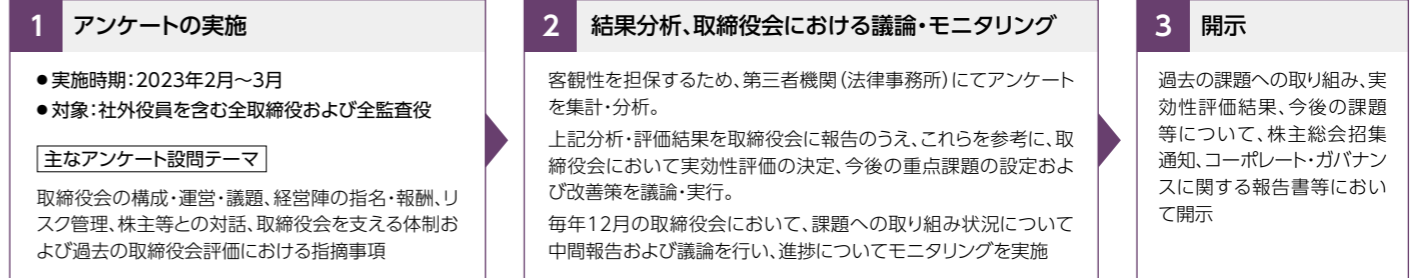 1 アンケートの実施
●実施時期：2023年2月～3月
●対象：社外役員を含む全取締役および全監査役
主なアンケート設問テーマ
取締役会の構成・運営・議題、経営陣の指名・報酬、リ
スク管理、株主等との対話、取締役会を支える体制お
よび過去の取締役会評価における指摘事項
2 結果分析、取締役会における議論・モニタリング
客観性を担保するため、第三者機関（法律事務所）にてアンケート
を集計・分析。
上記分析・評価結果を取締役会に報告のうえ、これらを参考に、取
締役会において実効性評価の決定、今後の重点課題の設定およ
び改善策を議論・実行。
毎年12月の取締役会において、課題への取り組み状況について
中間報告および議論を行い、進捗についてモニタリングを実施
3 開示
過去の課題への取り組み、実
効性評価結果、今後の課題
等について、株主総会招集
通知、コーポレート・ガバナン
スに関する報告書等におい
て開示